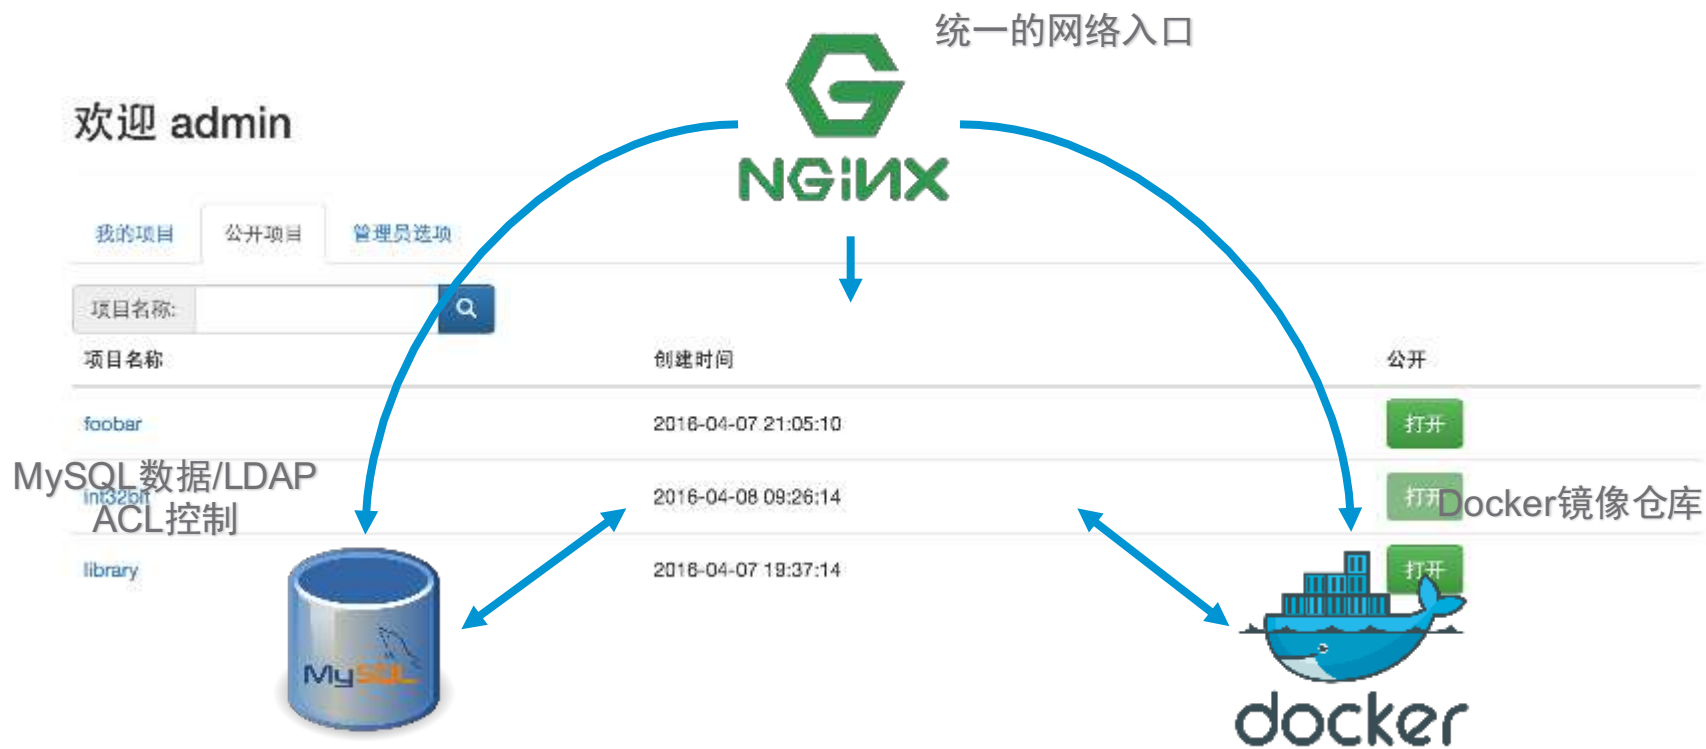 统一的网络入口
欢迎 admin
NGiNX
我的项目 公开项目 管理员选项
项目名称:
项目名称 创建时间 公开
foobar 2016-04-07 21:05:10 打开
MySQL数据/LDAP
int32bit 2016-04-08 09:26:14 打开
Docker镜像仓库
ACL控制
library 2016-04-07 19:37:14 打开
MySQL
docker